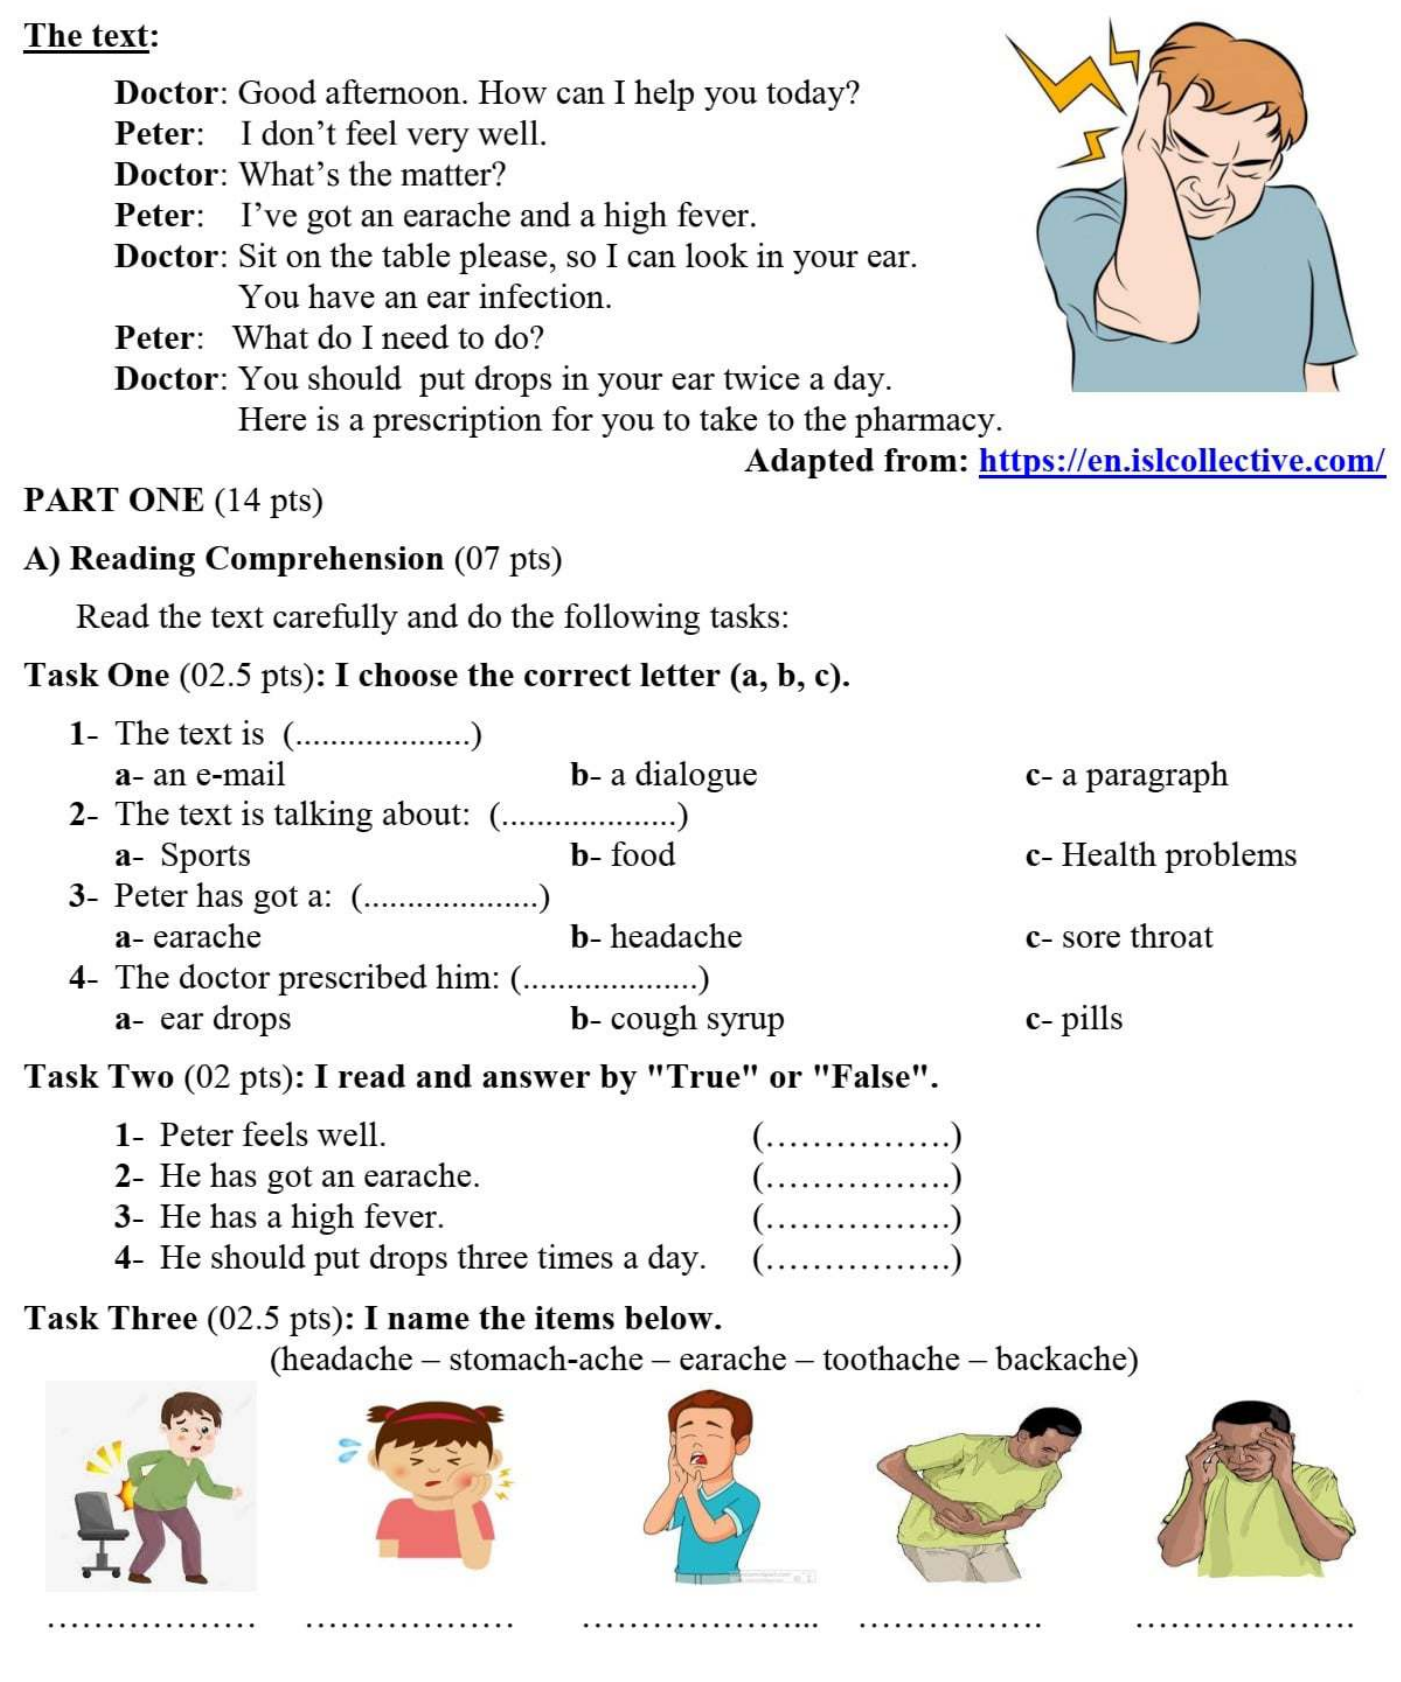 The text:
Doctor: Good afternoon. How can I help you today?
Peter: I don't feel very well.
Doctor: What's the matter?
Peter: I've got an earache and a high fever.
Doctor: Sit on the table please, so I can look in your ear.
You have an ear infection.
Peter: What do I need to do?
Doctor: You should put drops in your ear twice a day.
Here is a prescription for you to take to the pharmacy.
Adapted from: https://en.islcollective.com/
PART ONE (14 pts)
A) Reading Comprehension (07 pts)
Read the text carefully and do the following tasks:
Task One (02.5 pts): I choose the correct letter (a, b, c).
1- The text is (....................)
a- an e-mail b- a dialogue c- a paragraph
2- The text is talking about: (....................)
a- Sports b- food c- Health problems
3- Peter has got a: (....................)
a- earache b- headache c- sore throat
4- The doctor prescribed him: (....................)
a- ear drops b- cough syrup c- pills
Task Two (02 pts): I read and answer by "True" or "False".
1- Peter feels well. (................)
2- He has got an earache. (................)
3- He has a high fever. (................)
4- He should put drops three times a day. (................)
Task Three (02.5 pts): I name the items below.
(headache – stomach-ache – earache – toothache – backache)
.................. .................. ..................... ................ ...................